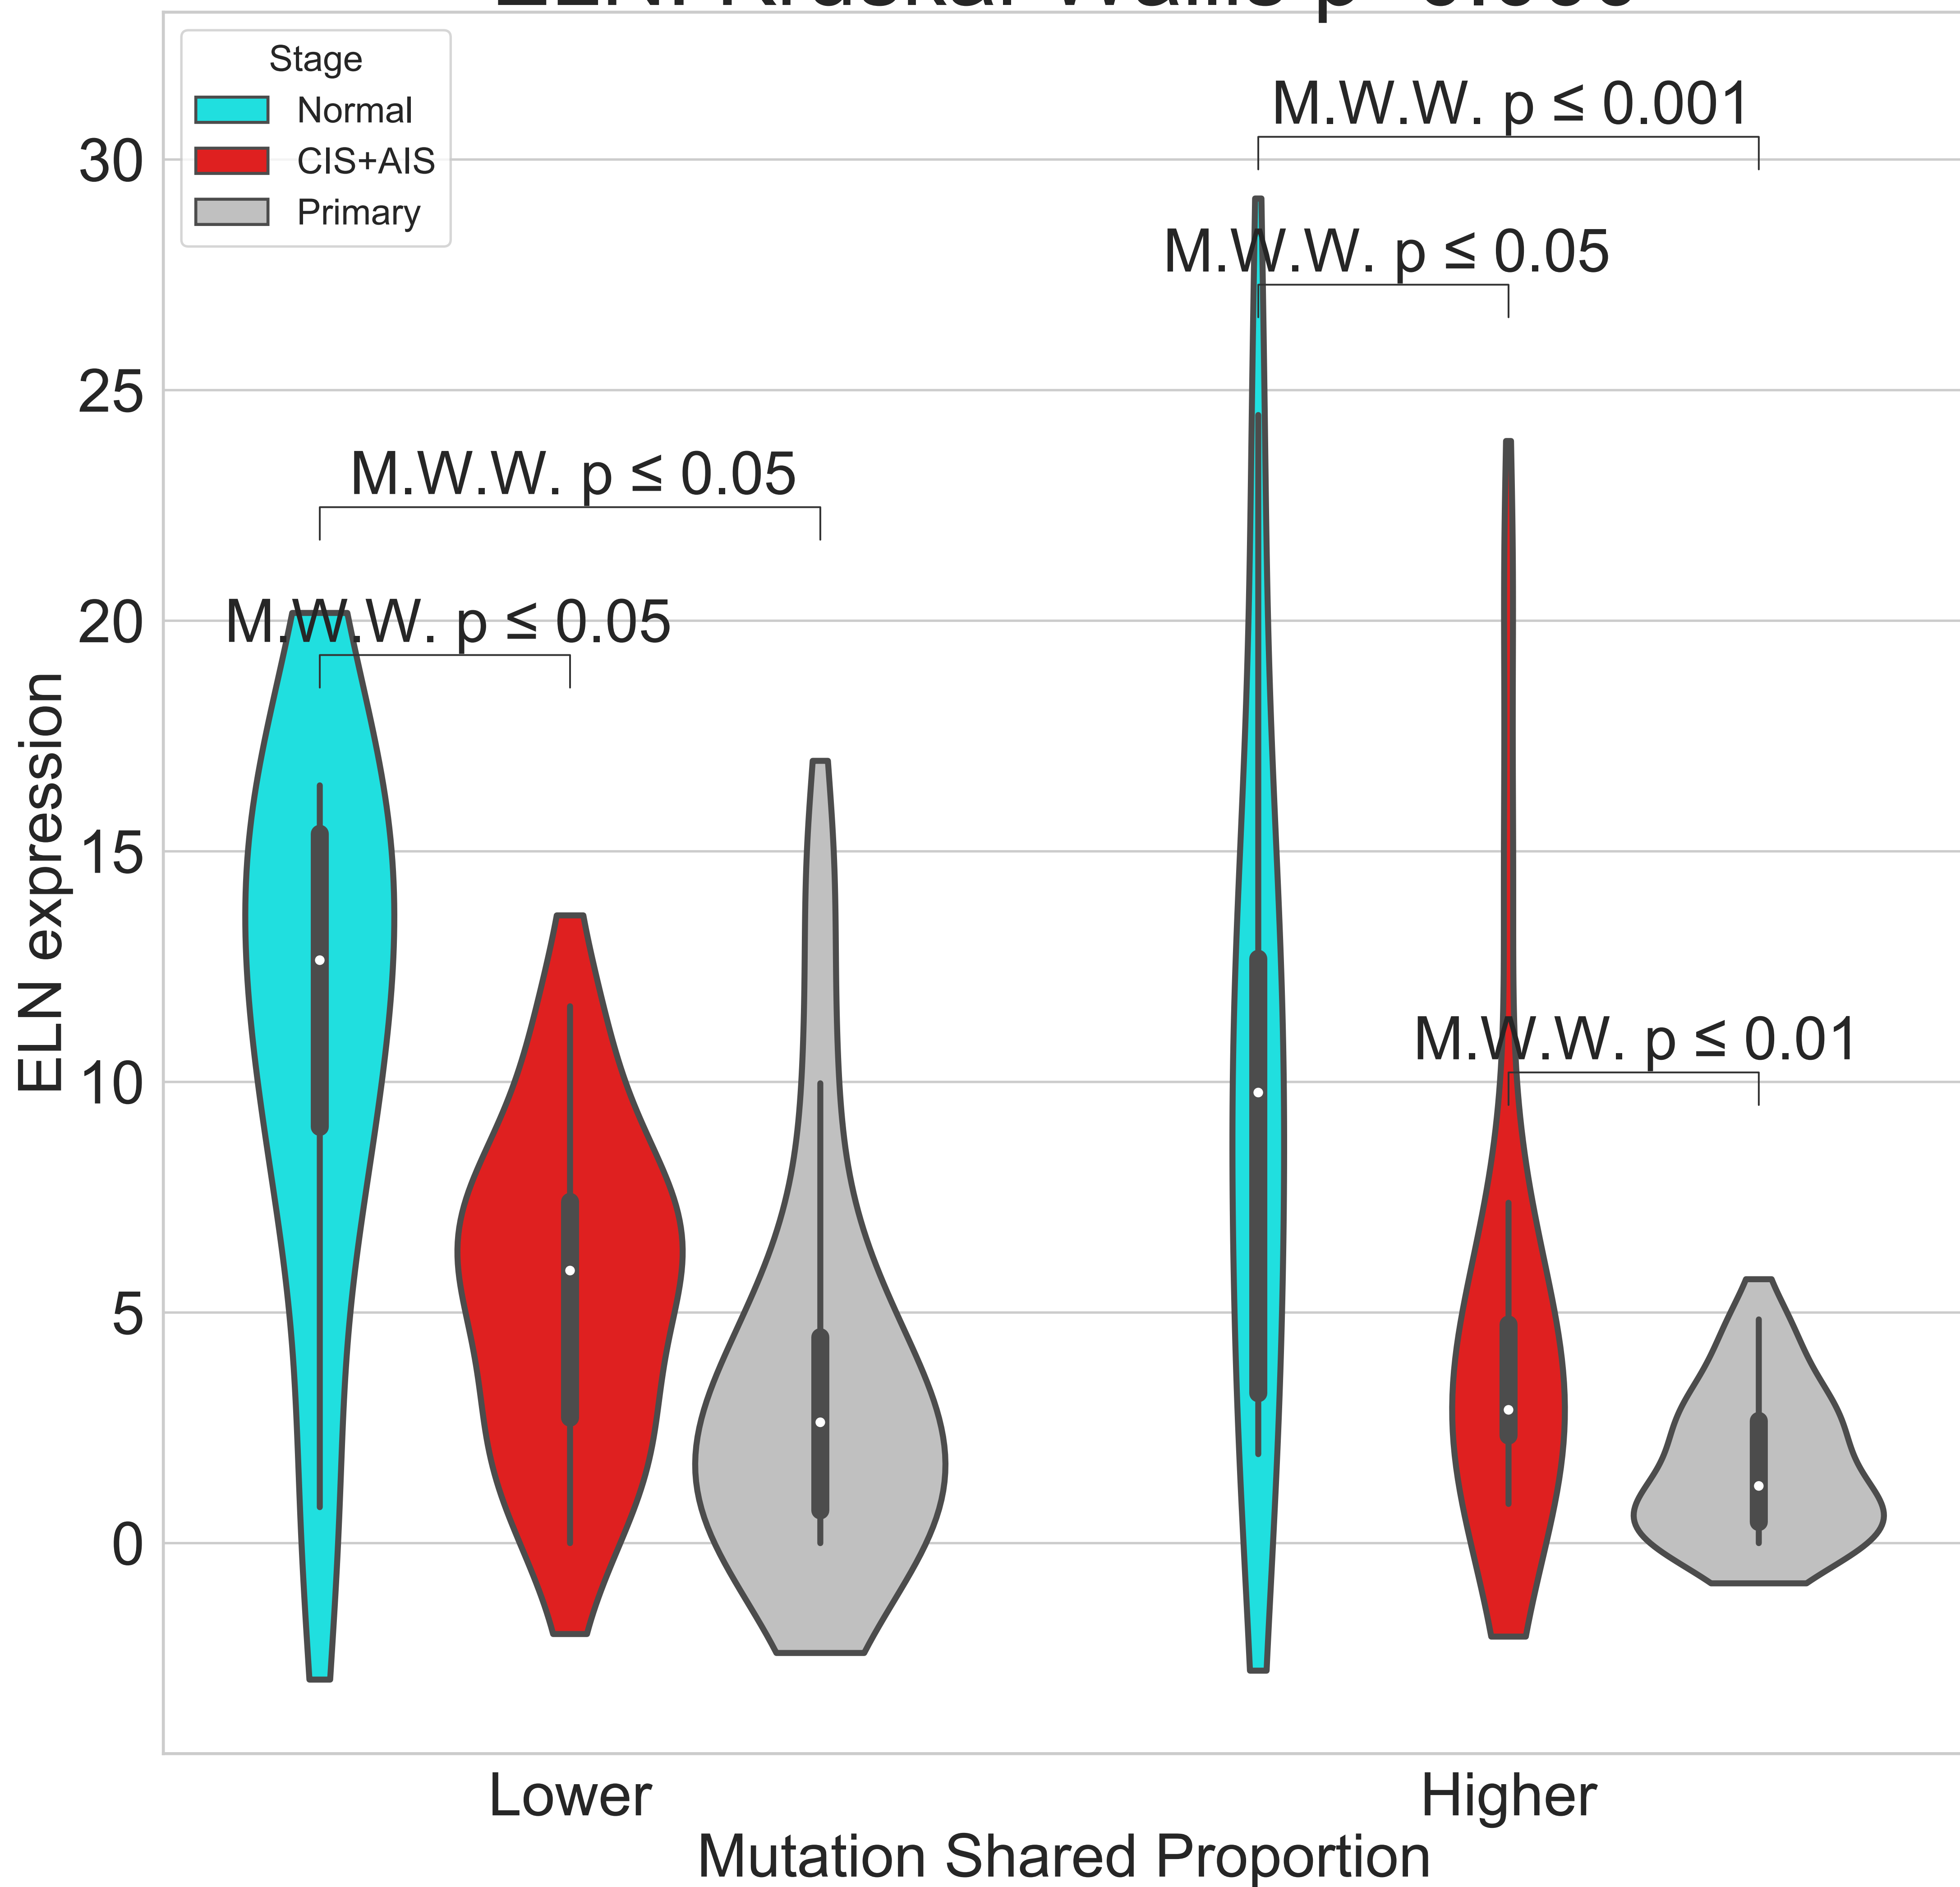 Stage
Normal
CIS+AIS
Primary
M.W.W. p ≤ 0.001
M.W.W. p ≤ 0.05
M.W.W. p ≤ 0.05
M.W.W. p ≤ 0.05
M.W.W. p ≤ 0.01
30
25
20
15
10
5
0
ELN expression
Lower
Higher
Mutation Shared Proportion